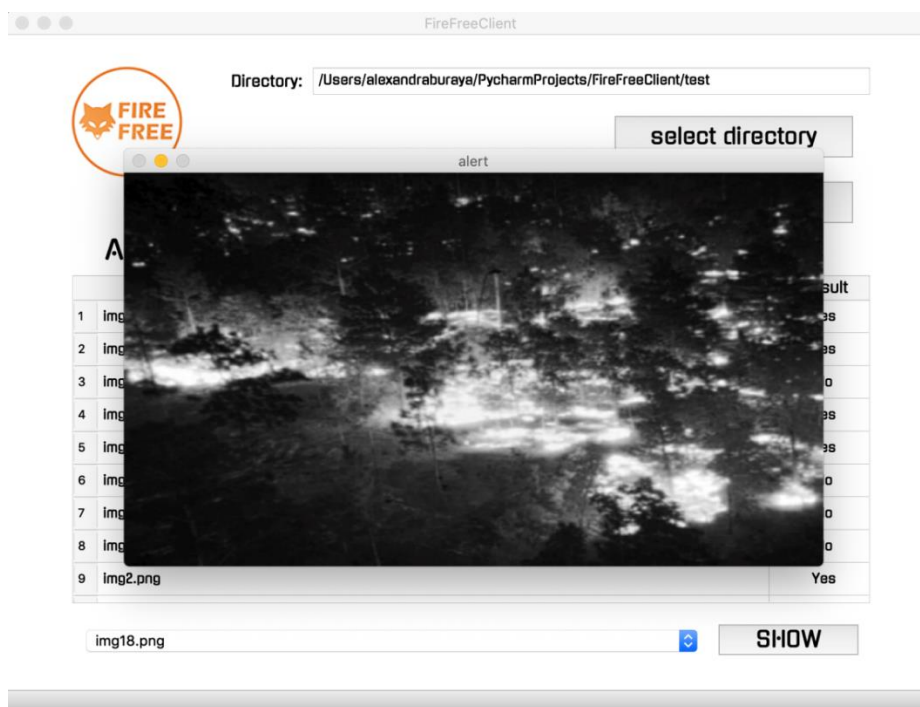 FireFreeClient
FIRE
FREE
Directory: /Users/alexandraburaya/PycharmProjects/FireFreeClient/test
select directory
alert
1
2
3
4
5
6
7
8
9 img2.png Yes
img18.png
SHOW